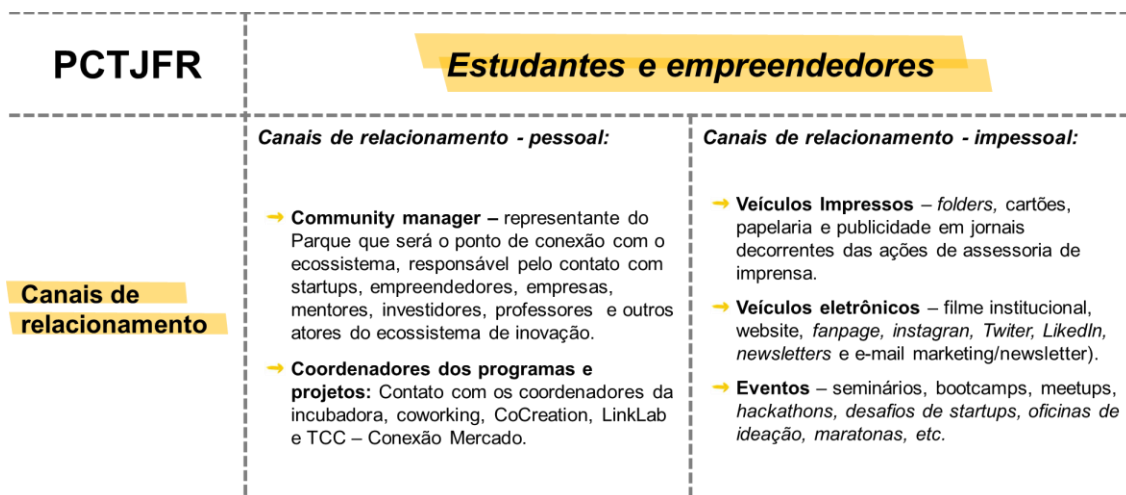 PCTJFR
Estudantes e empreendedores
Canais de relacionamento
Canais de relacionamento - pessoal:
→ Community manager – representante do
Parque que será o ponto de conexão com o
ecossistema, responsável pelo contato com
startups, empreendedores, empresas,
mentores, investidores, professores e outros
atores do ecossistema de inovação.
→ Coordenadores dos programas e
projetos: Contato com os coordenadores da
incubadora, coworking, CoCreation, LinkLab
e TCC – Conexão Mercado.
Canais de relacionamento - impessoal:
→ Veículos Impressos – folders, cartões,
papelaria e publicidade em jornais
decorrentes das ações de assessoria de
imprensa.
→ Veículos eletrônicos – filme institucional,
website, fanpage, instagran, Twiter, LikedIn,
newsletters e e-mail marketing/newsletter).
→ Eventos – seminários, bootcamps, meetups,
hackathons, desafios de startups, oficinas de
ideação, maratonas, etc.